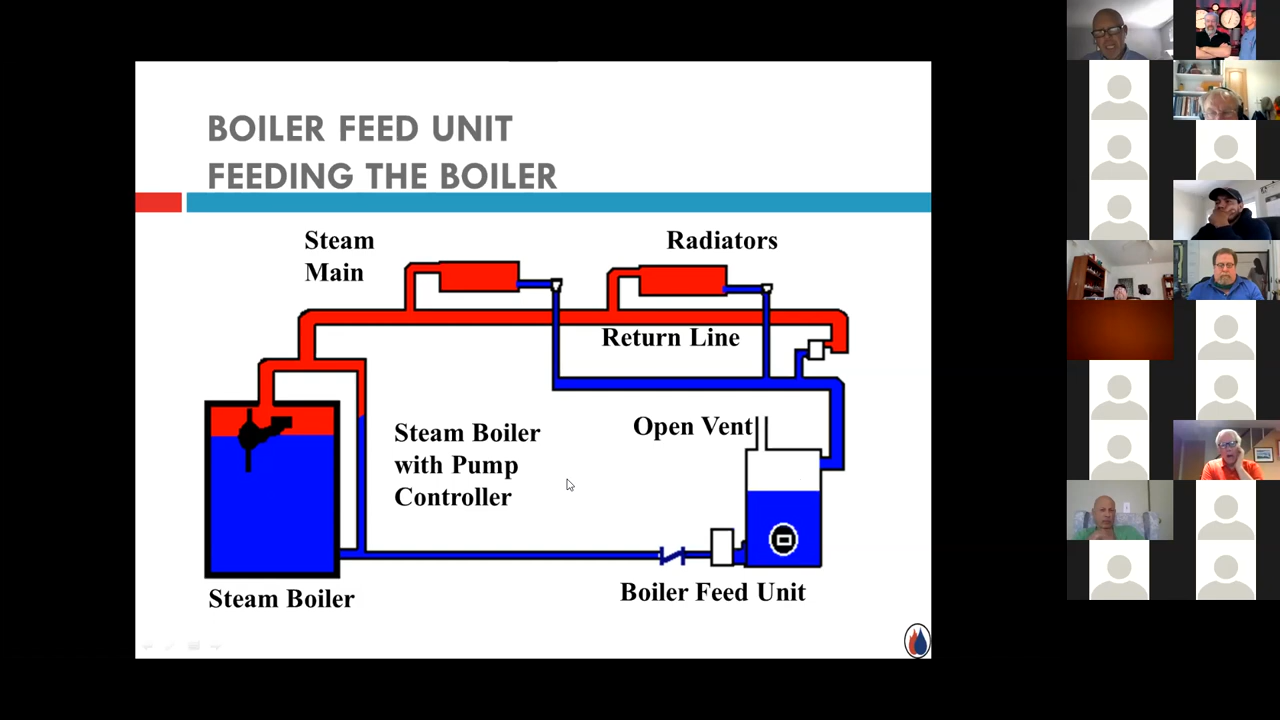 BOILER FEED UNIT
FEEDING THE BOILER
Steam
Main
Radiators
Return Line
Open Vent
Steam Boiler
with Pump
Controller
Steam Boiler
Boiler Feed Unit